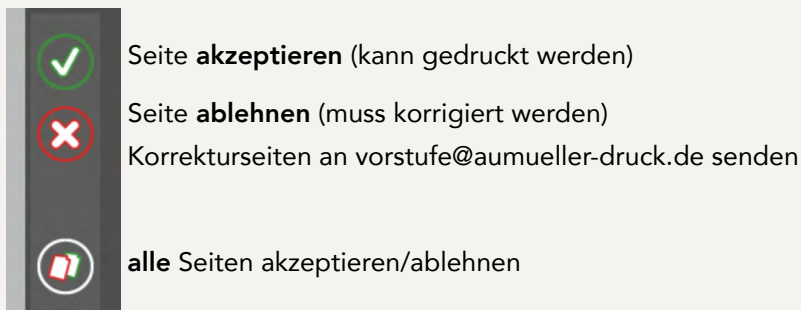 Seite akzeptieren (kann gedruckt werden)
Seite ablehnen (muss korrigiert werden)
Korrekturseiten an vorstufe@aumueller-druck.de senden
alle Seiten akzeptieren/ablehnen